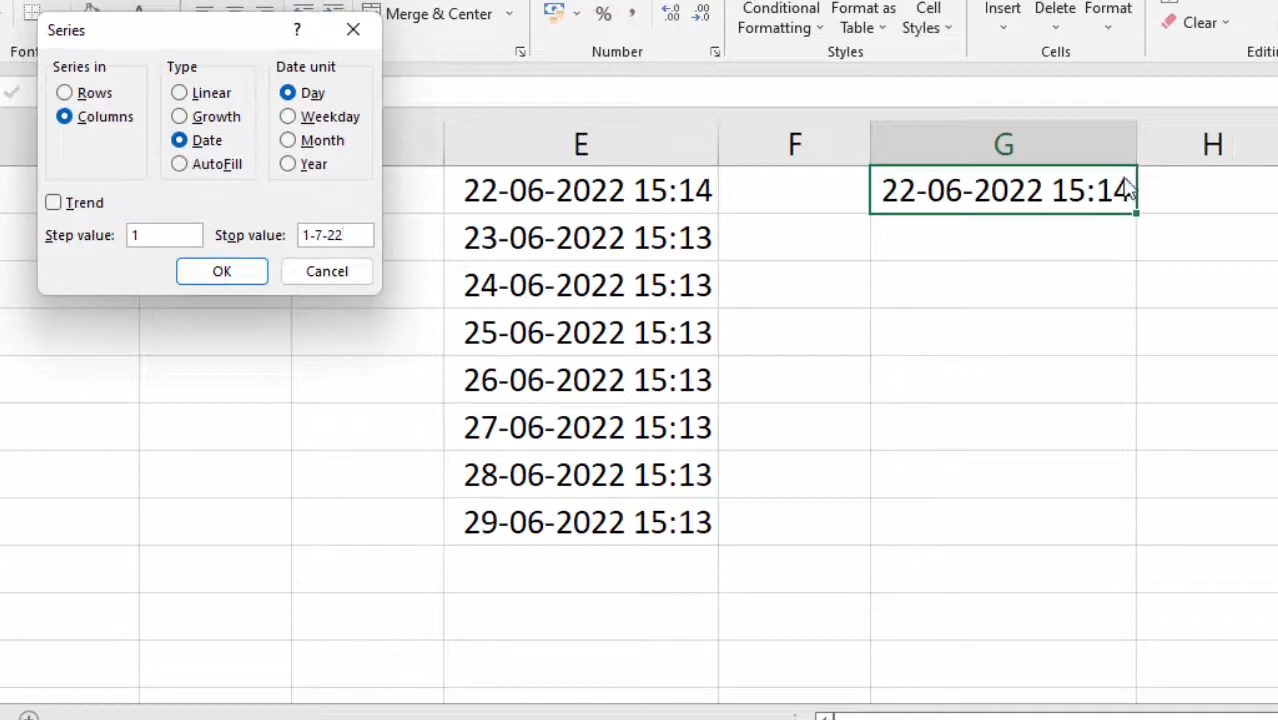 Series ?
Series in Type Date unit
Rows Linear Day
Columns Growth Weekday
Date Month
AutoFill Year
Trend
Step value: 1 Stop value: 1-7-22
OK Cancel
Merge & Center % ,
Conditional Format as Cell Insert Delete Format
Formatting Table Styles Clear
Number Styles Cells
E F G H
22-06-2022 15:14 22-06-2022 15:14
23-06-2022 15:13
24-06-2022 15:13
25-06-2022 15:13
26-06-2022 15:13
27-06-2022 15:13
28-06-2022 15:13
29-06-2022 15:13